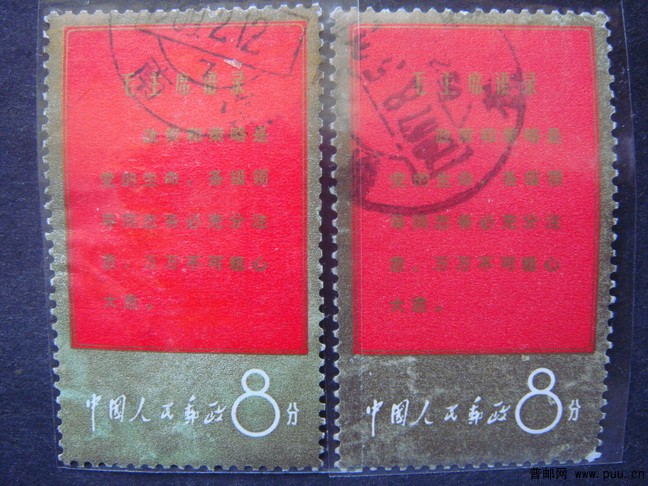 毛主席语录
政策和策略是
党的生命，各级领
导同志务必充分注
意，万万不可粗心
大意。
中国人民邮政 8分
毛主席语录
政策和策略是
党的生命，各级领
导同志务必充分注
意，万万不可粗心
大意。
中国人民邮政 8分
普邮网 www.puu.cn